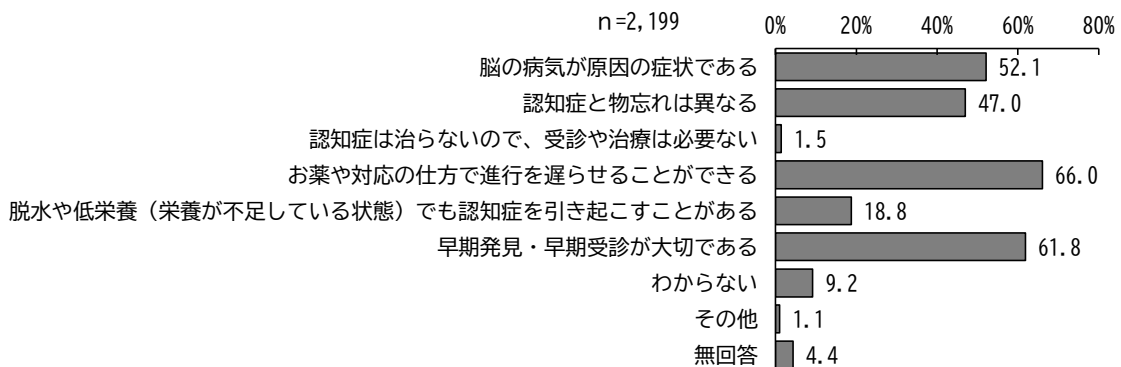 n=2,199
0% 20% 40% 60% 80%
脳の病気が原因の症状である 52.1
認知症と物忘れは異なる 47.0
認知症は治らないので、受診や治療は必要ない 1.5
お薬や対応の仕方で進行を遅らせることができる 66.0
脱水や低栄養（栄養が不足している状態）でも認知症を引き起こすことがある 18.8
早期発見・早期受診が大切である 61.8
わからない 9.2
その他 1.1
無回答 4.4